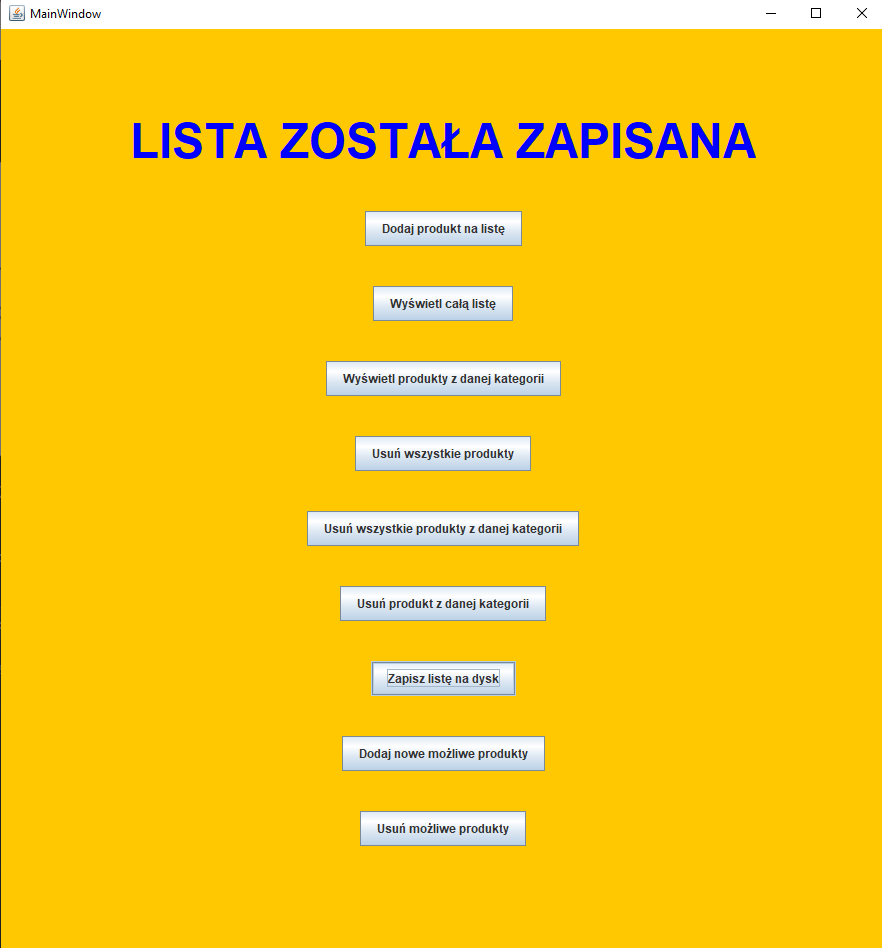 MainWindow
LISTA ZOSTAŁA ZAPISANA
Dodaj produkt na listę
Wyświetl całą listę
Wyświetl produkty z danej kategorii
Usuń wszystkie produkty
Usuń wszystkie produkty z danej kategorii
Usuń produkt z danej kategorii
Zapisz listę na dysk
Dodaj nowe możliwe produkty
Usuń możliwe produkty